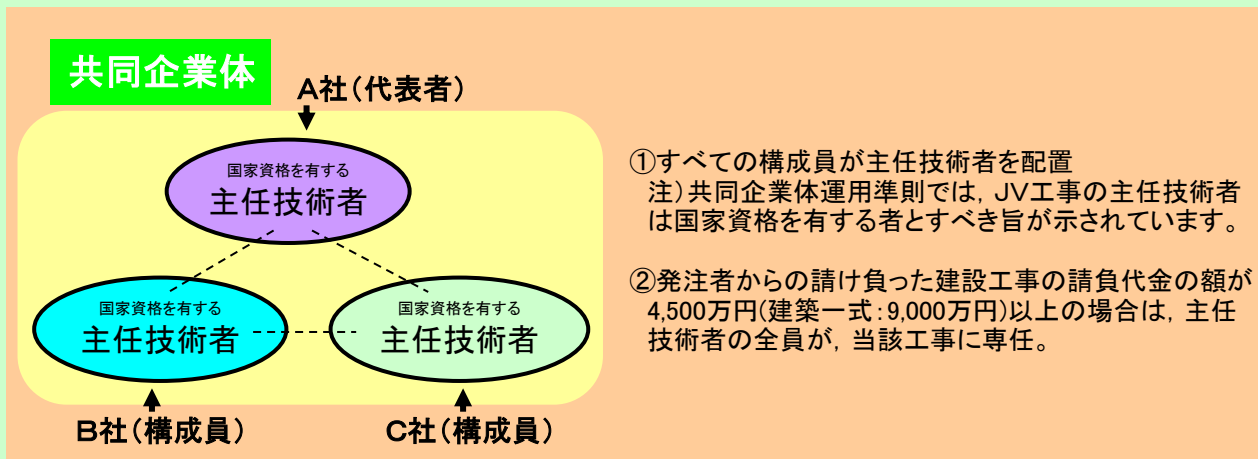 共同企業体
A社(代表者)
国家資格を有する
主任技術者
国家資格を有する
主任技術者
国家資格を有する
主任技術者
B社(構成員)
C社(構成員)
①すべての構成員が主任技術者を配置
注)共同企業体運用準則では,JV工事の主任技術者
は国家資格を有する者とすべき旨が示されています。
②発注者からの請け負った建設工事の請負代金の額が
4,500万円(建築一式:9,000万円)以上の場合は,主任
技術者の全員が,当該工事に専任。